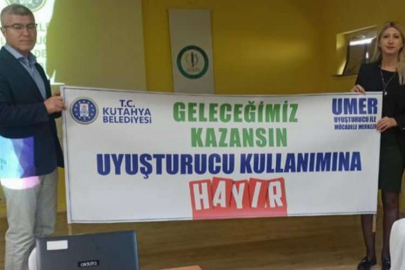 T.C.
KÜTAHYA
BELEDİYESİ
GELECEĞİMİZ
KAZANSIN
UYUŞTURUCU KULLANIMINA
HAYIR
UMER
UYUŞTURUCU İLE
MÜCADELE MERKEZİ